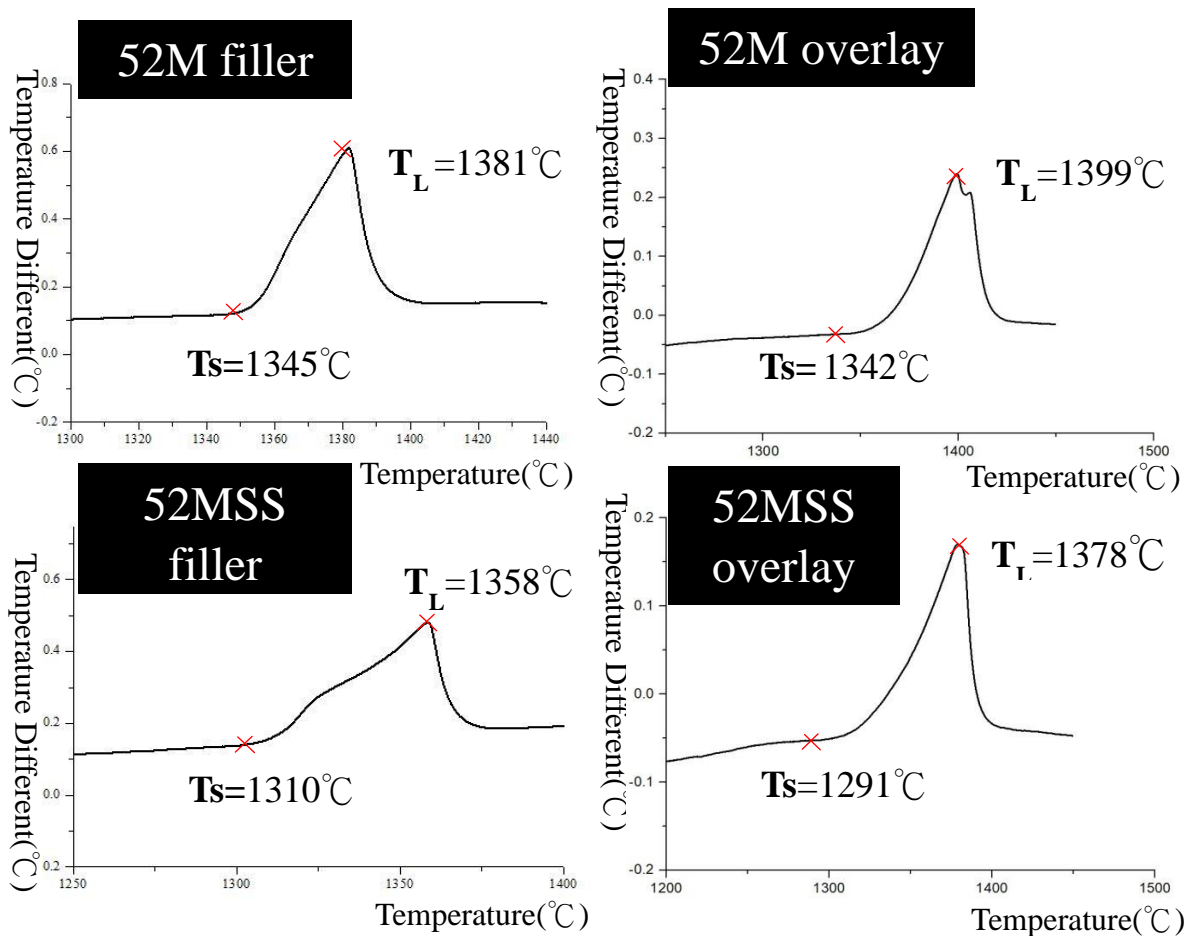 52M filler
Temperature Different(℃)
0.8
0.6
0.4
0.2
0.0
-0.2
T_L=1381℃
Ts=1345℃
1300 1320 1340 1360 1380 1400 1420 1440
Temperature(℃)
52M overlay
Temperature Different(℃)
0.4
0.3
0.2
0.1
0.0
-0.1
-0.2
T_L=1399℃
Ts= 1342℃
1300 1400 1500
Temperature(℃)
52MSS
filler
Temperature Different(℃)
0.6
0.4
0.2
0.0
0.2
T_L=1358℃
Ts=1310℃
1250 1300 1350 1400
Temperature(℃)
52MSS
overlay
Temperature Different(℃)
0.2
0.1
0.0
-0.1
-0.2
T_L=1378℃
Ts=1291℃
1200 1300 1400 1500
Temperature(℃)